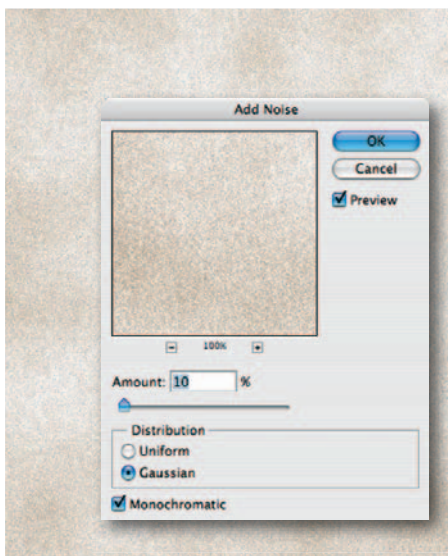 Add Noise
OK
Cancel
Preview
100%
Amount: 10 %
Distribution
Uniform
Gaussian
Monochromatic